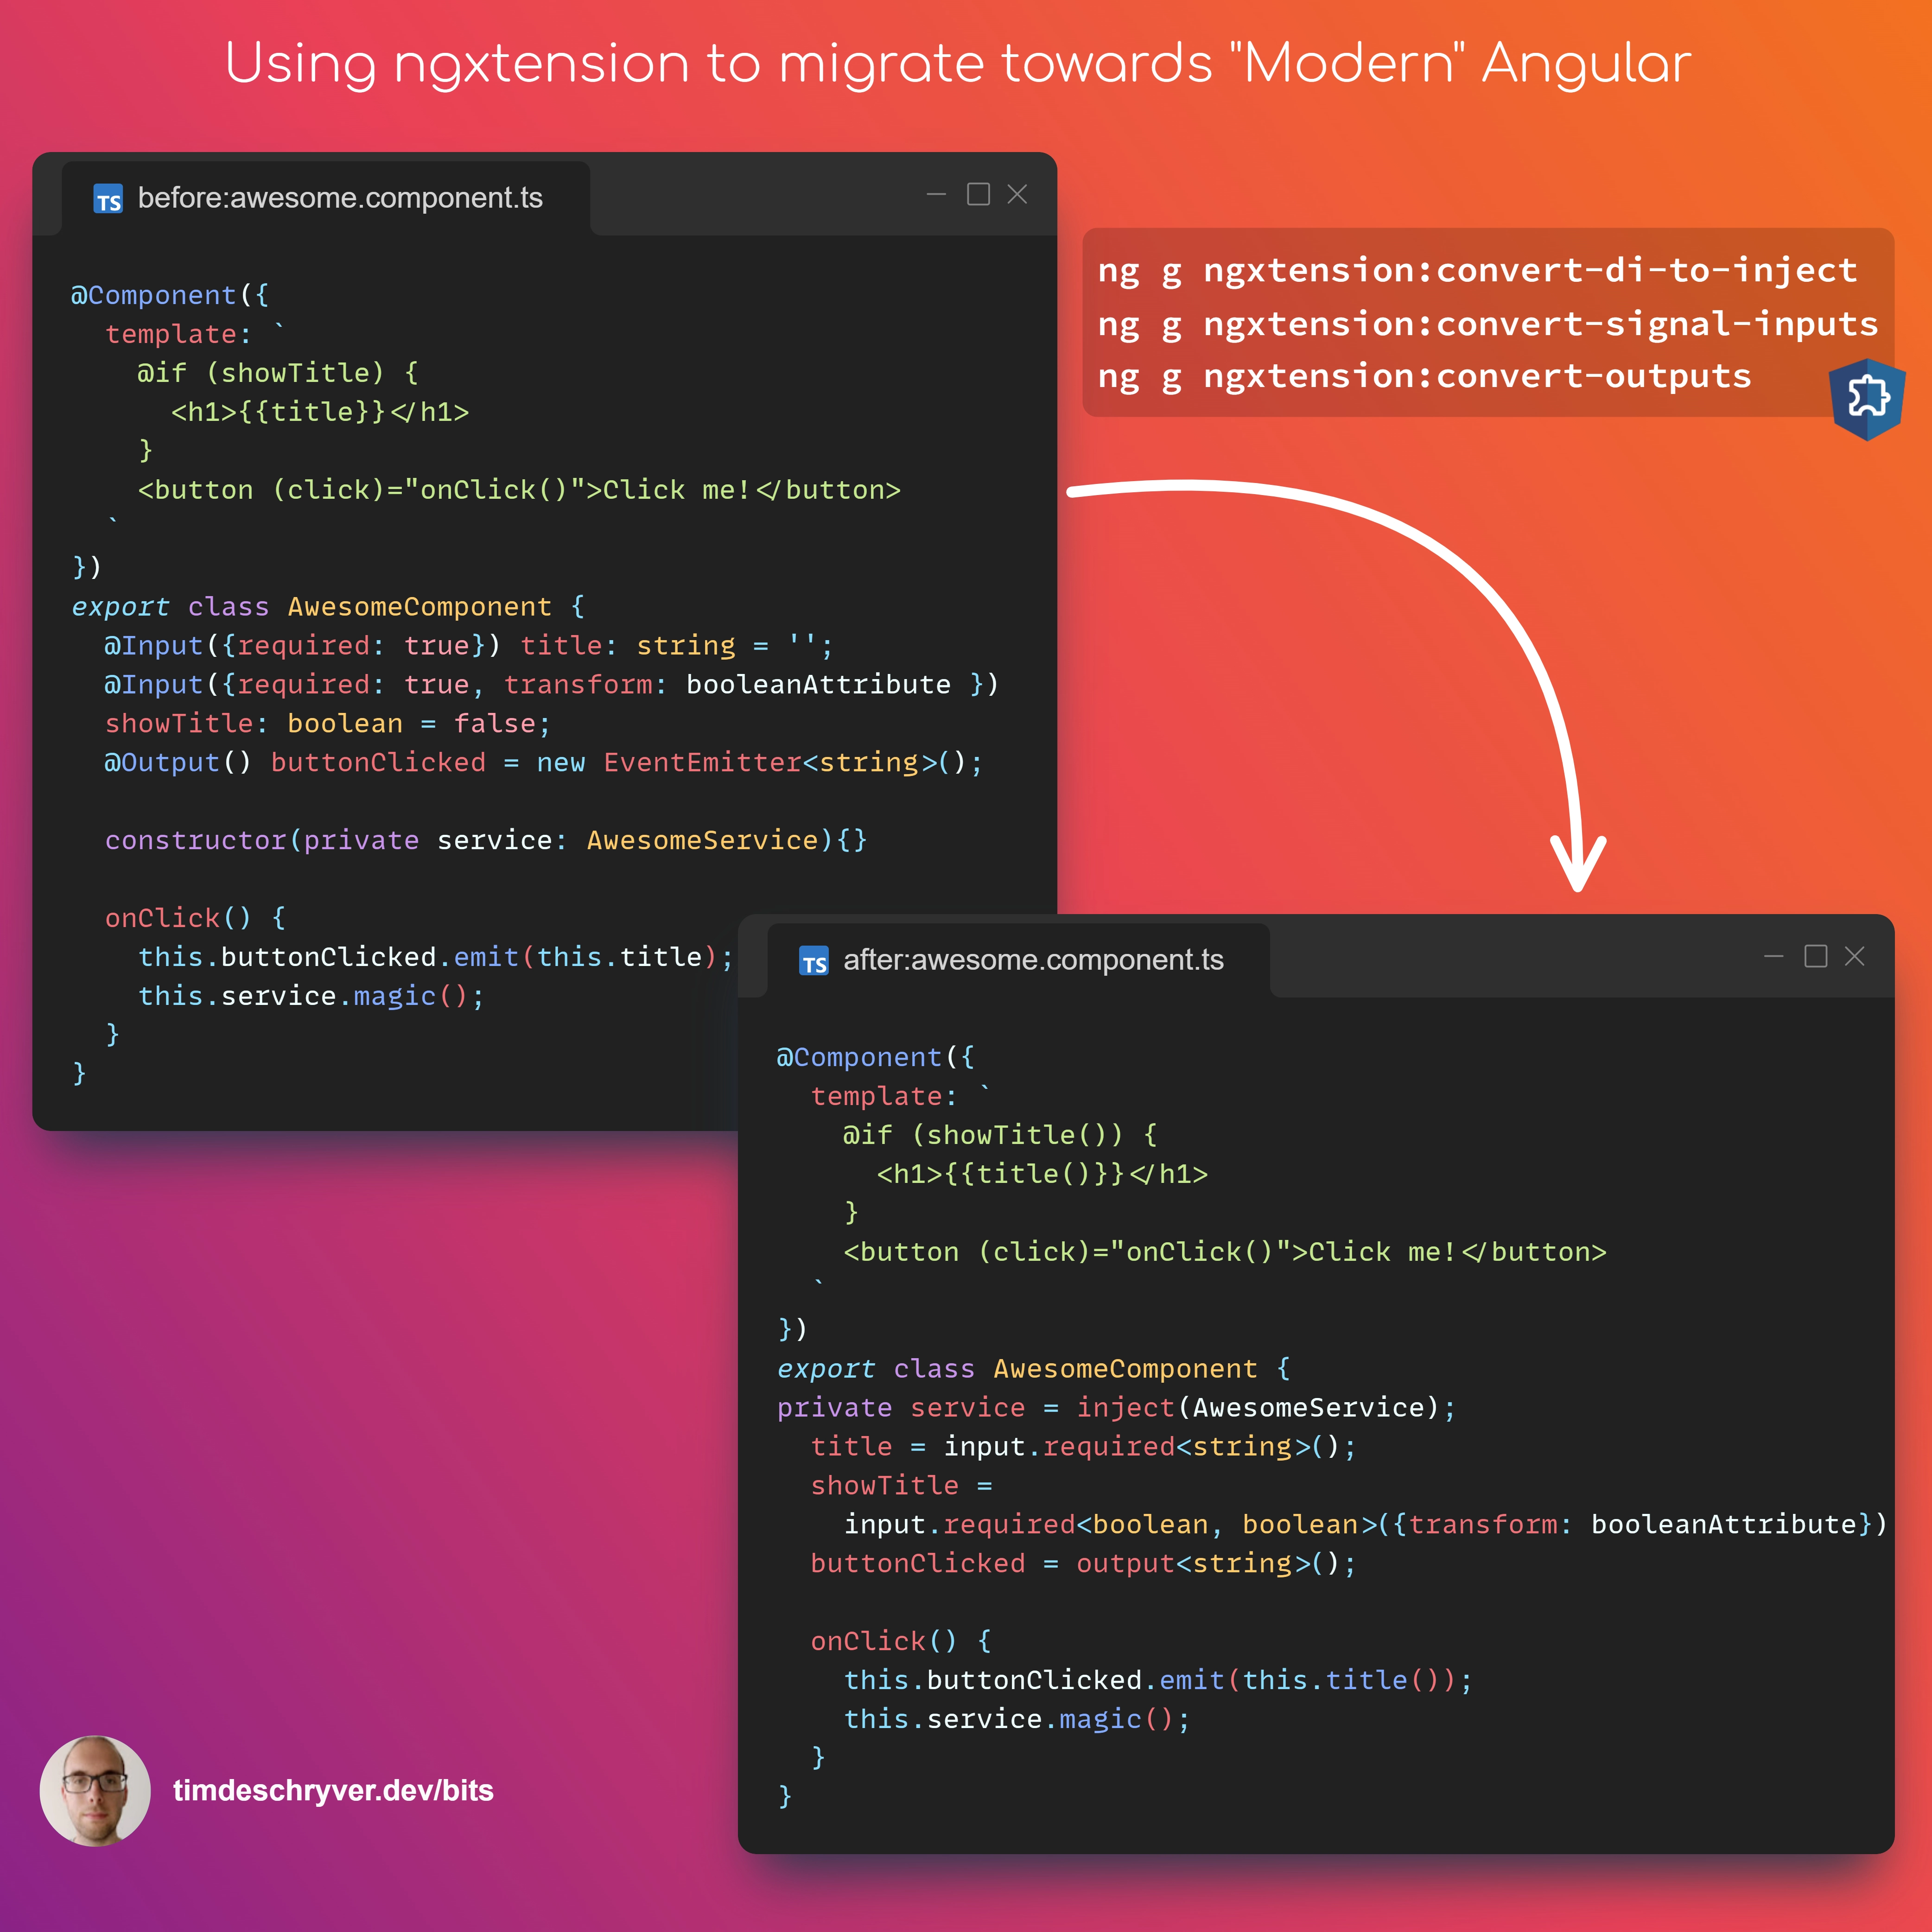 Using ngxtension to migrate towards "Modern" Angular
TS before:awesome.component.ts
@Component({
  template: `
    @if (showTitle) {
      <h1>{{title}}</h1>
    }
    <button (click)="onClick()">Click me!</button>
  `
})
export class AwesomeComponent {
  @Input({required: true}) title: string = '';
  @Input({required: true, transform: booleanAttribute })
  showTitle: boolean = false;
  @Output() buttonClicked = new EventEmitter<string>();
  constructor(private service: AwesomeService){}
  onClick() {
    this.buttonClicked.emit(this.title);
    this.service.magic();
  }
}
ng g ngxtension:convert-di-to-inject
ng g ngxtension:convert-signal-inputs
ng g ngxtension:convert-outputs
TS after:awesome.component.ts
@Component({
  template: `
    @if (showTitle()) {
      <h1>{{title()}}</h1>
    }
    <button (click)="onClick()">Click me!</button>
  `
})
export class AwesomeComponent {
private service = inject(AwesomeService);
  title = input.required<string>();
  showTitle =
    input.required<boolean, boolean>({transform: booleanAttribute})
  buttonClicked = output<string>();
  onClick() {
    this.buttonClicked.emit(this.title());
    this.service.magic();
  }
}
timdeschryver.dev/bits